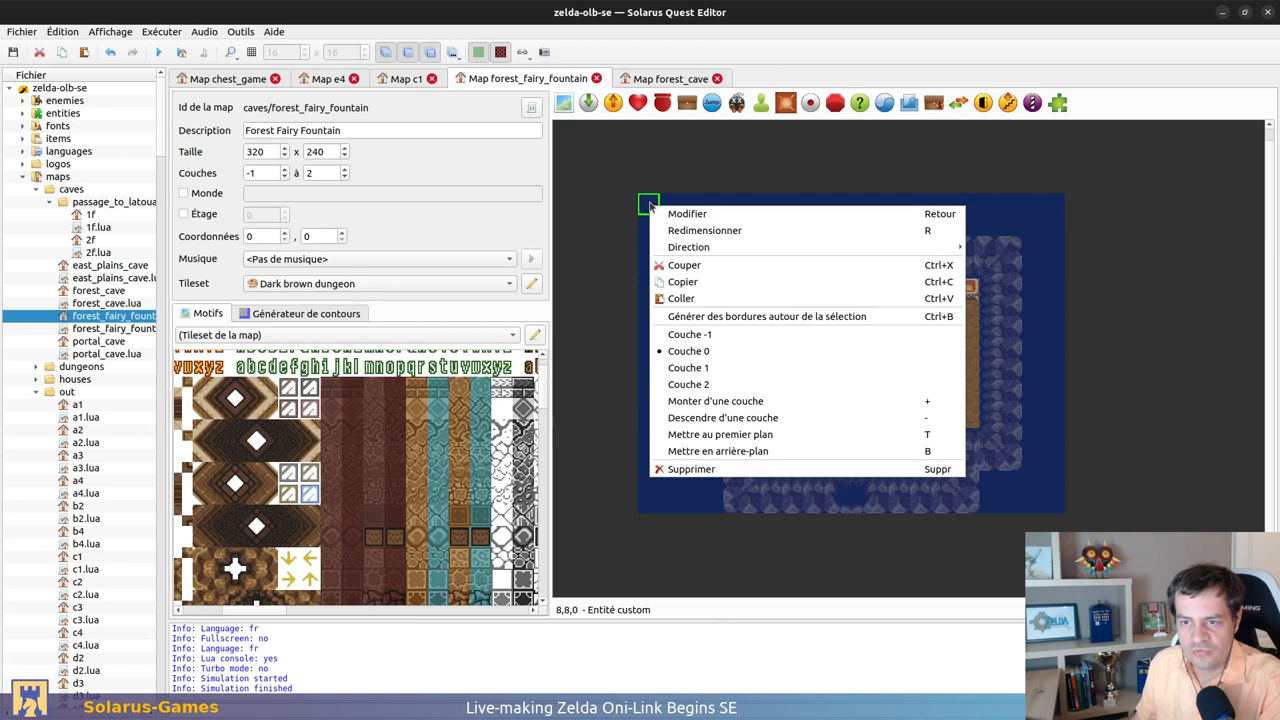 zelda-olb-se — Solarus Quest Editor
Fichier Édition Affichage Exécuter Audio Outils Aide
16 x 16
Fichier
zelda-olb-se
enemies
entities
fonts
items
languages
logos
maps
caves
passage_to_latoua
1f
1f.lua
2f
2f.lua
east_plains_cave
east_plains_cave.lu
forest_cave
forest_cave.lua
forest_fairy_fount
forest_fairy_fount
portal_cave
portal_cave.lua
dungeons
houses
out
a1
a1.lua
a2
a2.lua
a3
a3.lua
a4
a4.lua
b2
b2.lua
b4
b4.lua
c1
c1.lua
c2
c2.lua
c3
c3.lua
c4
c4.lua
d2
d2.lua
d3
d3.lua
Map chest_game Map e4 Map c1 Map forest_fairy_fountain Map forest_cave
Id de la map caves/forest_fairy_fountain
Description Forest Fairy Fountain
Taille 320 x 240
Couches -1 à 2
Monde
Étage 0
Coordonnées 0 , 0
Musique <Pas de musique>
Tileset Dark brown dungeon
Motifs Générateur de contours
(Tileset de la map)
vwxyz abcdefghijklmnopqrstuvwxyz a
Jump
Modifier Retour
Redimensionner R
Direction
Couper Ctrl+X
Copier Ctrl+C
Coller Ctrl+V
Générer des bordures autour de la sélection Ctrl+B
Couche -1
Couche 0
Couche 1
Couche 2
Monter d'une couche +
Descendre d'une couche -
Mettre au premier plan T
Mettre en arrière-plan B
Supprimer Suppr
8,8,0 - Entité custom
Info: Language: fr
Info: Fullscreen: no
Info: Language: fr
Info: Lua console: yes
Info: Turbo mode: no
Info: Simulation started
Info: Simulation finished
Solarus-Games
Live-making Zelda Oni-Link Begins SE